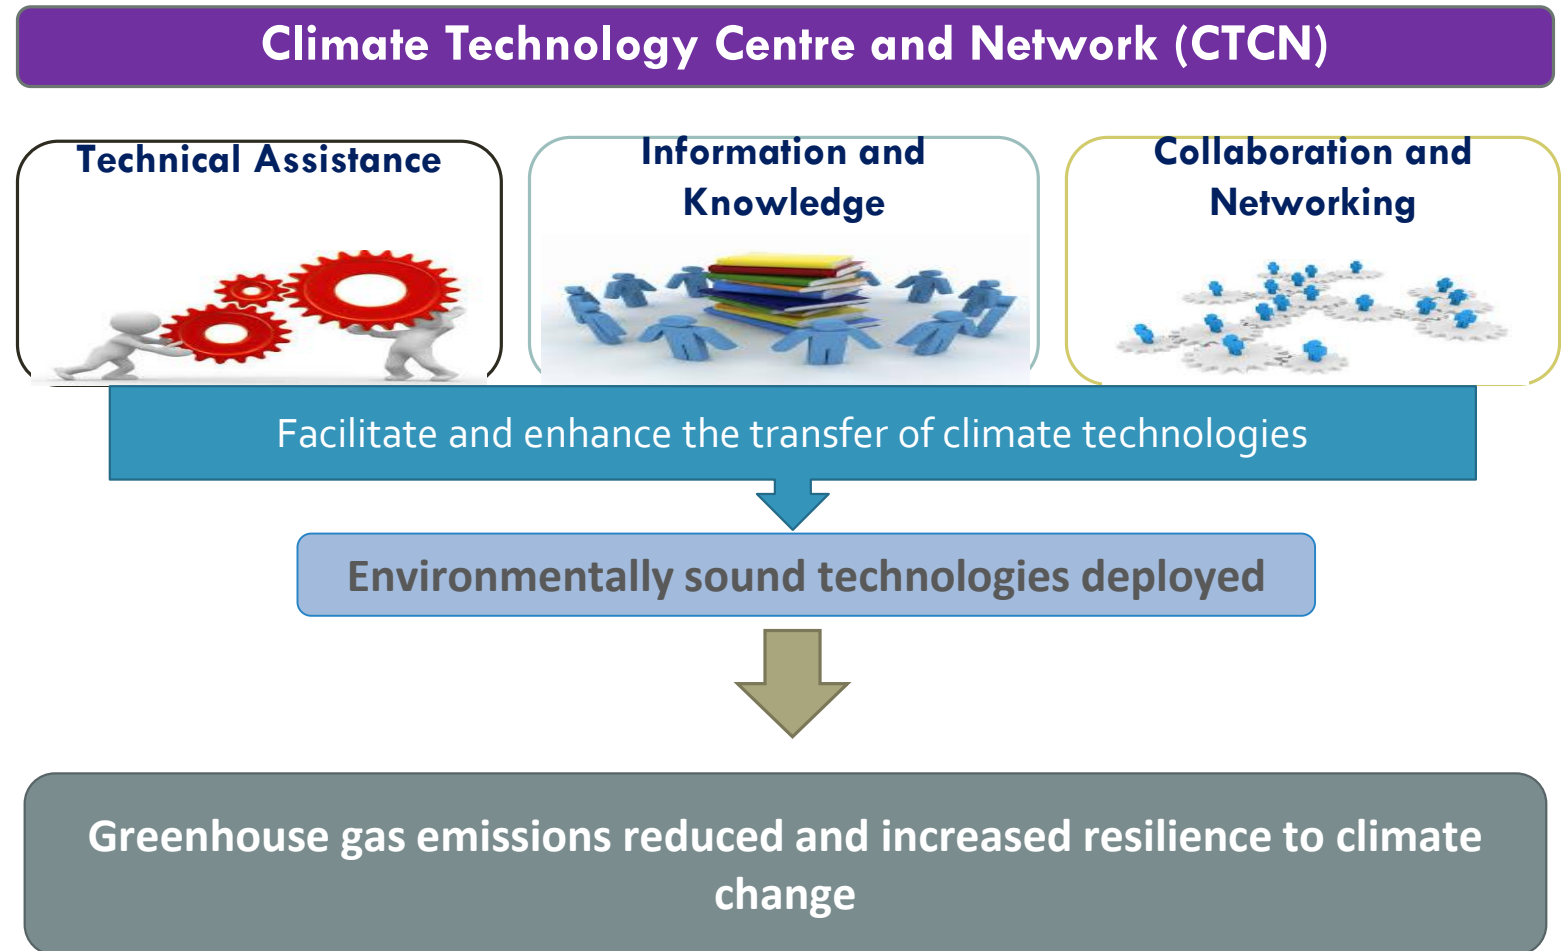 Climate Technology Centre and Network (CTCN)
Technical Assistance
Information and
Knowledge
Collaboration and
Networking
Facilitate and enhance the transfer of climate technologies
Environmentally sound technologies deployed
Greenhouse gas emissions reduced and increased resilience to climate
change